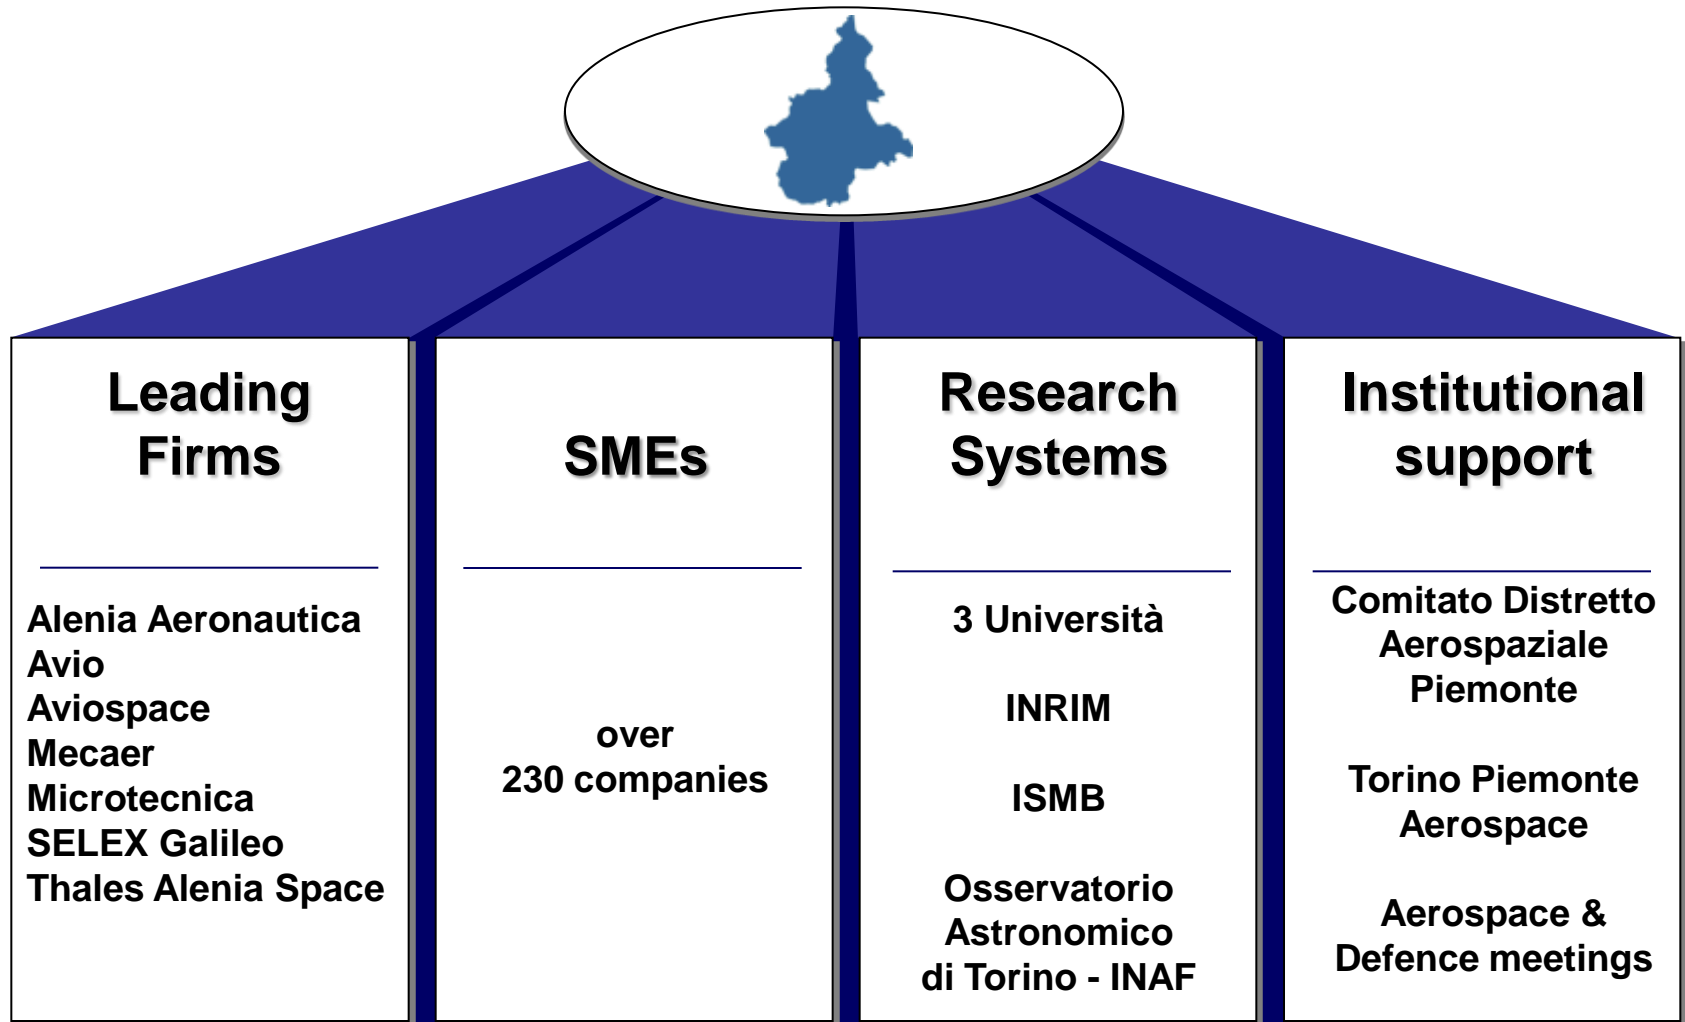 Leading
Firms
Alenia Aeronautica
Avio
Aviospace
Mecaer
Microtecnica
SELEX Galileo
Thales Alenia Space
SMEs
over
230 companies
Research
Systems
3 Università
INRIM
ISMB
Osservatorio
Astronomico
di Torino - INAF
Institutional
support
Comitato Distretto
Aerospaziale
Piemonte
Torino Piemonte
Aerospace
Aerospace &
Defence meetings